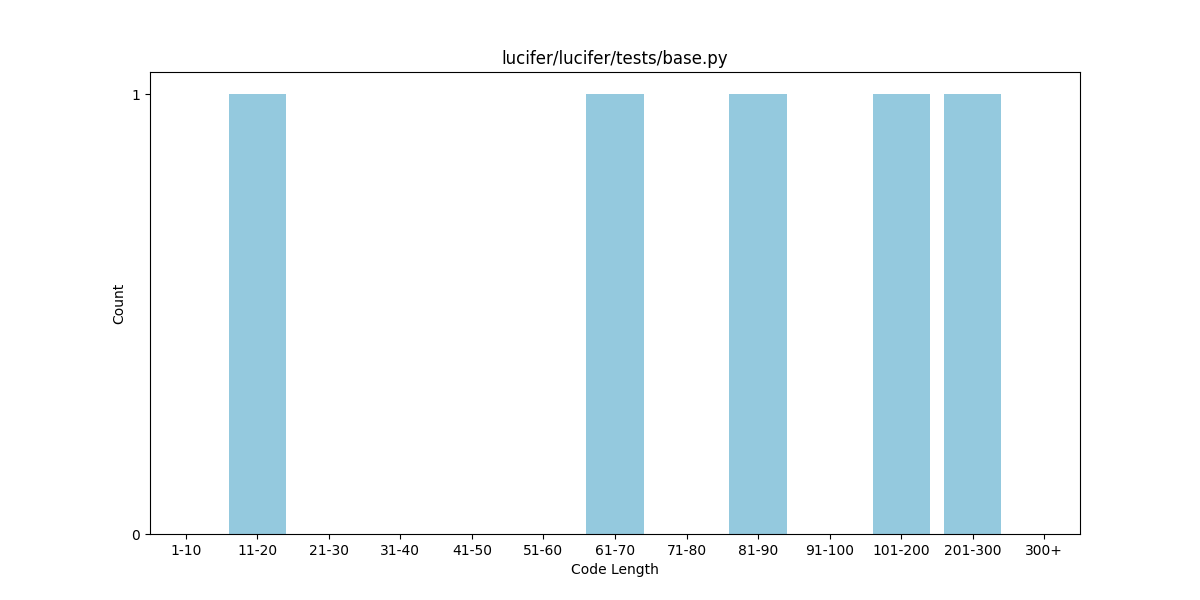 lucifer/lucifer/tests/base.py
Count
1
0
1-10 11-20 21-30 31-40 41-50 51-60 61-70 71-80 81-90 91-100 101-200 201-300 300+
Code Length